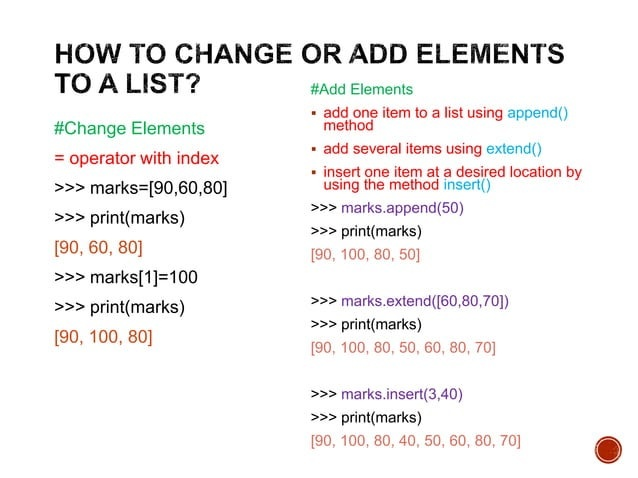 HOW TO CHANGE OR ADD ELEMENTS
TO A LIST?
#Change Elements
= operator with index
>>> marks=[90,60,80]
>>> print(marks)
[90, 60, 80]
>>> marks[1]=100
>>> print(marks)
[90, 100, 80]
#Add Elements
▪ add one item to a list using append()
method
▪ add several items using extend()
▪ insert one item at a desired location by
using the method insert()
>>> marks.append(50)
>>> print(marks)
[90, 100, 80, 50]
>>> marks.extend([60,80,70])
>>> print(marks)
[90, 100, 80, 50, 60, 80, 70]
>>> marks.insert(3,40)
>>> print(marks)
[90, 100, 80, 40, 50, 60, 80, 70]